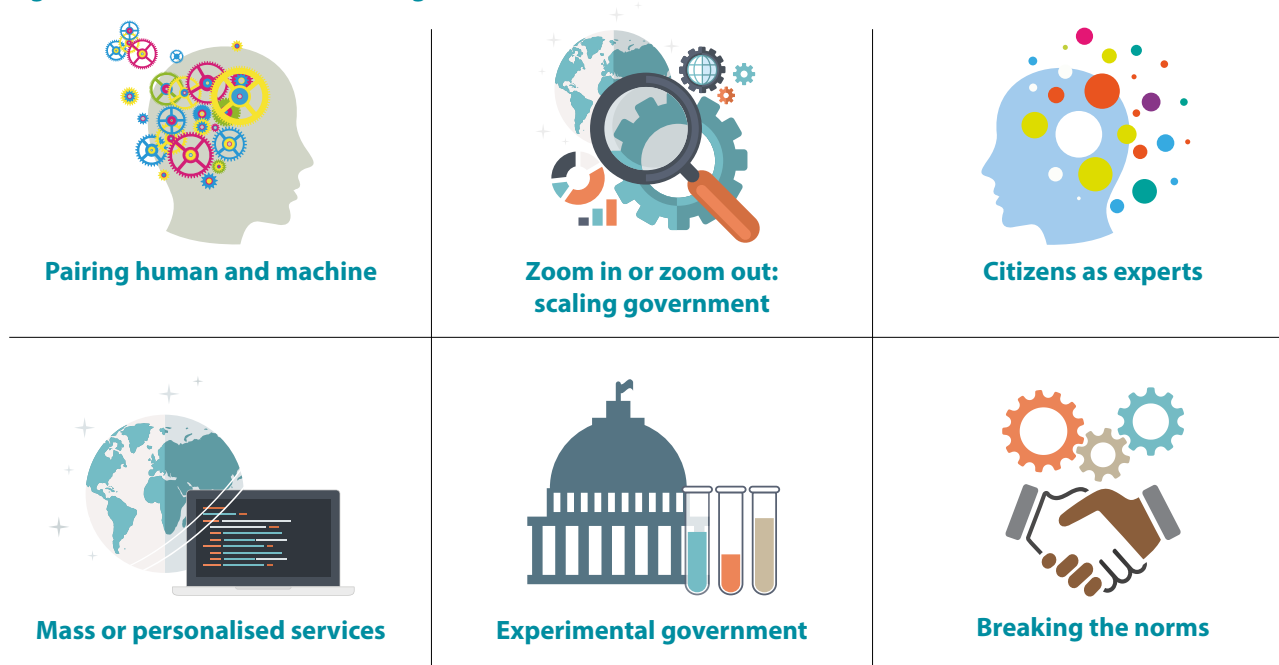 Pairing human and machine
Zoom in or zoom out:
scaling government
Citizens as experts
Mass or personalised services
Experimental government
Breaking the norms